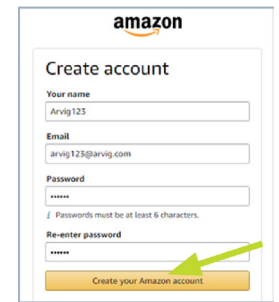 amazon
Create account
Your name
Arvig123
Email
arvig123@arvig.com
Password
••••••
i Passwords must be at least 6 characters.
Re-enter password
••••••
Create your Amazon account